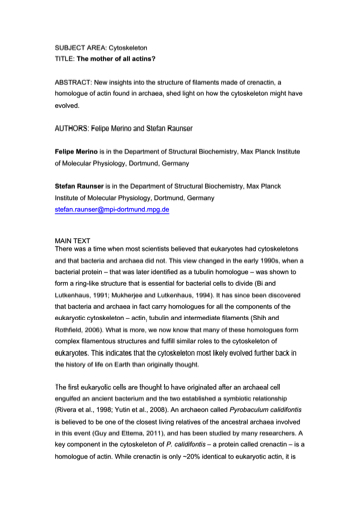 SUBJECT AREA: Cytoskeleton
TITLE: The mother of all actins?
ABSTRACT: New insights into the structure of filaments made of crenactin, a
homologue of actin found in archaea, shed light on how the cytoskeleton might have
evolved.
AUTHORS: Felipe Merino and Stefan Raunser
Felipe Merino is in the Department of Structural Biochemistry, Max Planck Institute
of Molecular Physiology, Dortmund, Germany
Stefan Raunser is in the Department of Structural Biochemistry, Max Planck
Institute of Molecular Physiology, Dortmund, Germany
stefan.raunser@mpi-dortmund.mpg.de
MAIN TEXT
There was a time when most scientists believed that eukaryotes had cytoskeletons
and that bacteria and archaea did not. This view changed in the early 1990s, when a
bacterial protein – that was later identified as a tubulin homologue – was shown to
form a ring-like structure that is essential for bacterial cells to divide (Bi and
Lutkenhaus, 1991; Mukherjee and Lutkenhaus, 1994). It has since been discovered
that bacteria and archaea in fact carry homologues for all the components of the
eukaryotic cytoskeleton – actin, tubulin and intermediate filaments (Shih and
Rothfield, 2006). What is more, we now know that many of these homologues form
complex filamentous structures and fulfill similar roles to the cytoskeleton of
eukaryotes. This indicates that the cytoskeleton most likely evolved further back in
the history of life on Earth than originally thought.
The first eukaryotic cells are thought to have originated after an archaeal cell
engulfed an ancient bacterium and the two established a symbiotic relationship
(Rivera et al., 1998; Yutin et al., 2008). An archaeon called Pyrobaculum calidifontis
is believed to be one of the closest living relatives of the ancestral archaea involved
in this event (Guy and Ettema, 2011), and has been studied by many researchers. A
key component in the cytoskeleton of P. calidifontis – a protein called crenactin – is a
homologue of actin. While crenactin is only ~20% identical to eukaryotic actin, it is